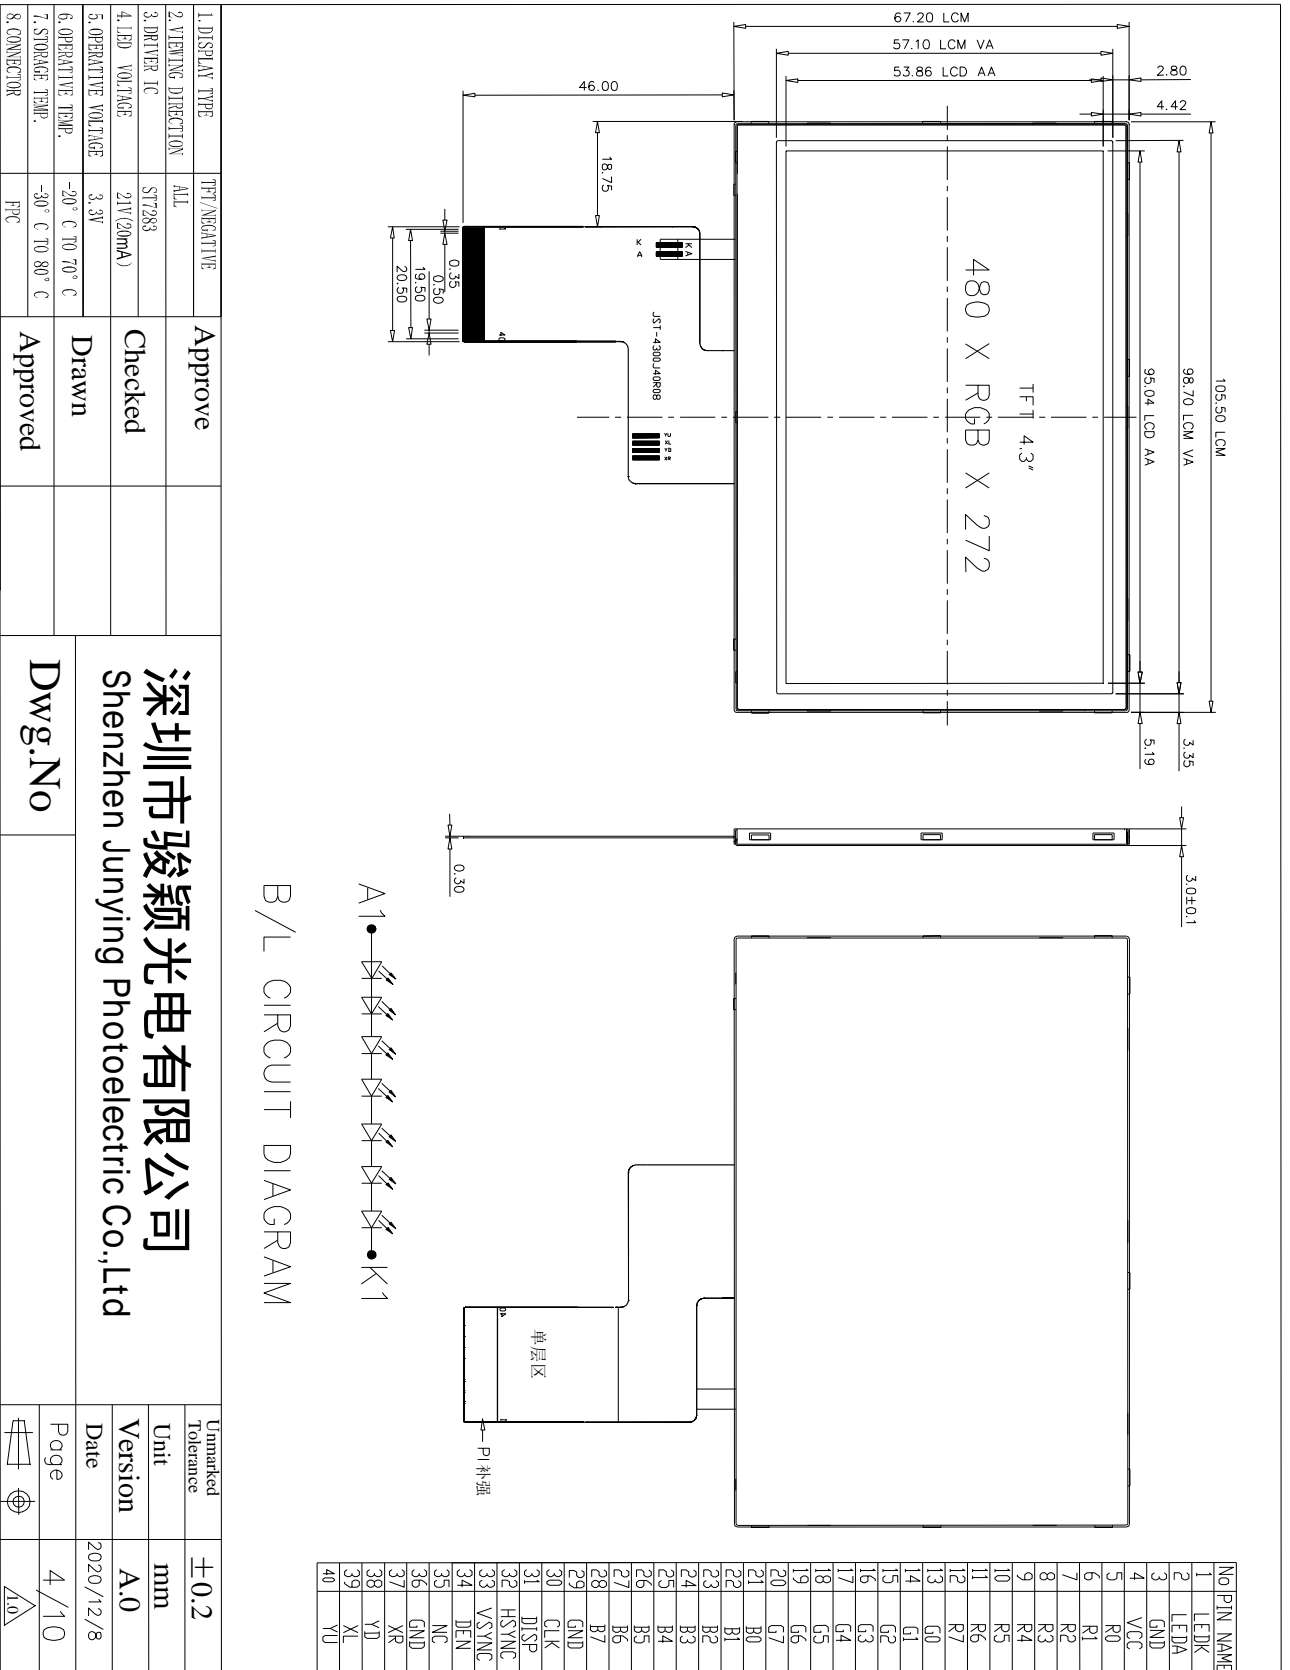 67.20 LCM
57.10 LCM VA
53.86 LCD AA
2.80
4.42
46.00
18.75
105.50 LCM
98.70 LCM VA
95.04 LCD AA
3.35
5.19
TFT 4.3"
480 X RGB X 272
K A
K A
JST-4300J40R08
1
40
0.35
0.50
19.50
20.50
3.0±0.1
0.30
A1
K1
B/L CIRCUIT DIAGRAM
单层区
PI补强
40
1
No PIN NAME
1 LEDK
2 LEDA
3 GND
4 VCC
5 R0
6 R1
7 R2
8 R3
9 R4
10 R5
11 R6
12 R7
13 G0
14 G1
15 G2
16 G3
17 G4
18 G5
19 G6
20 G7
21 B0
22 B1
23 B2
24 B3
25 B4
26 B5
27 B6
28 B7
29 GND
30 CLK
31 DISP
32 HSYNC
33 VSYNC
34 DEN
35 NC
36 GND
37 XR
38 YD
39 XL
40 YU
1. DISPLAY TYPE TFT/NEGATIVE
2. VIEWING DIRECTION ALL
3. DRIVER IC ST7283
4. LED VOLTAGE 21V(20mA)
5. OPERATIVE VOLTAGE 3.3V
6. OPERATIVE TEMP. -20° C TO 70° C
7. STORAGE TEMP. -30° C TO 80° C
8. CONNECTOR FPC
Approve
Checked
Drawn
Approved
深圳市骏颖光电有限公司
Shenzhen Junying Photoelectric Co.,Ltd
Dwg.No
Unmarked Tolerance ±0.2
Unit mm
Version A.0
Date 2020/12/8
Page 4/10
1.0